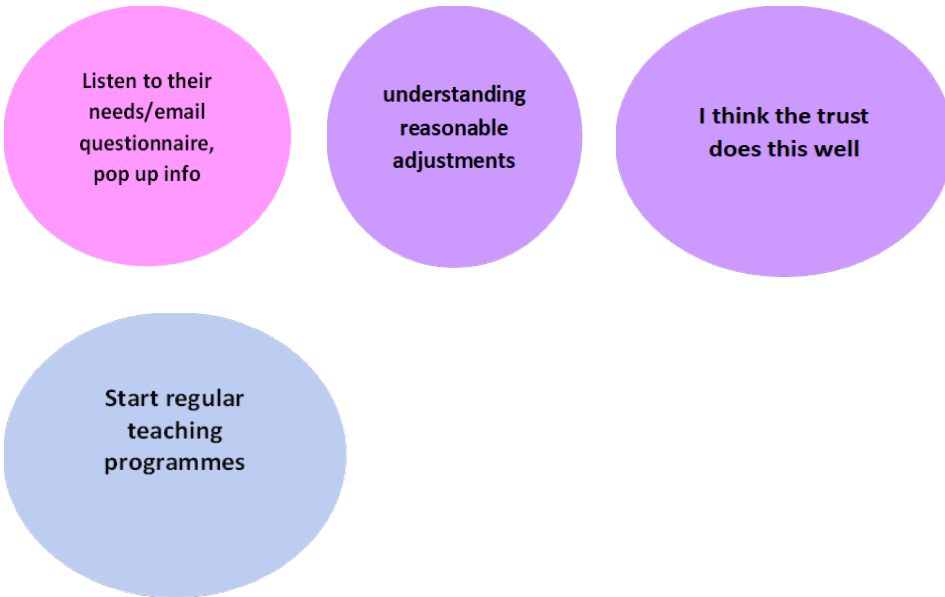 Listen to their
needs/email
questionnaire,
pop up info
understanding
reasonable
adjustments
I think the trust
does this well
Start regular
teaching
programmes